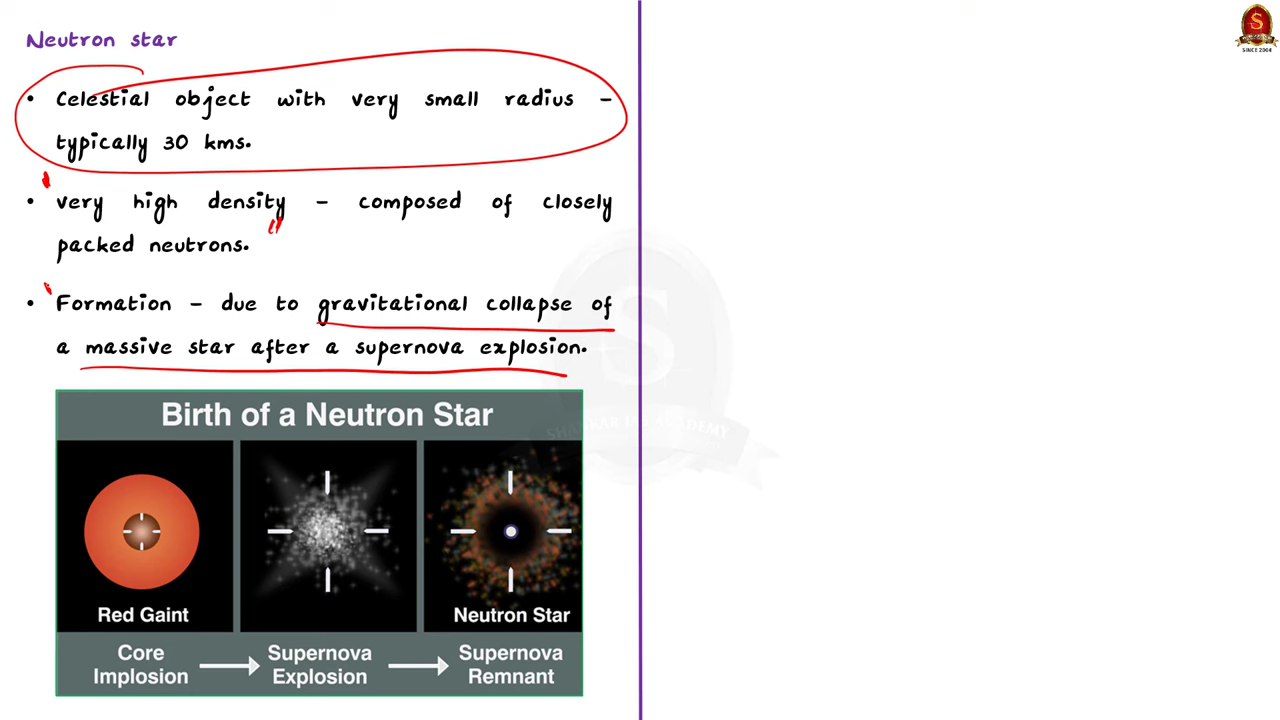 Neutron star
• Celestial object with very small radius –
typically 30 kms.
• very high density – composed of closely
packed neutrons.
• Formation – due to gravitational collapse of
a massive star after a supernova explosion.
Birth of a Neutron Star
Red Gaint
Neutron Star
Core
Implosion
Supernova
Explosion
Supernova
Remnant
S
SINCE 2004